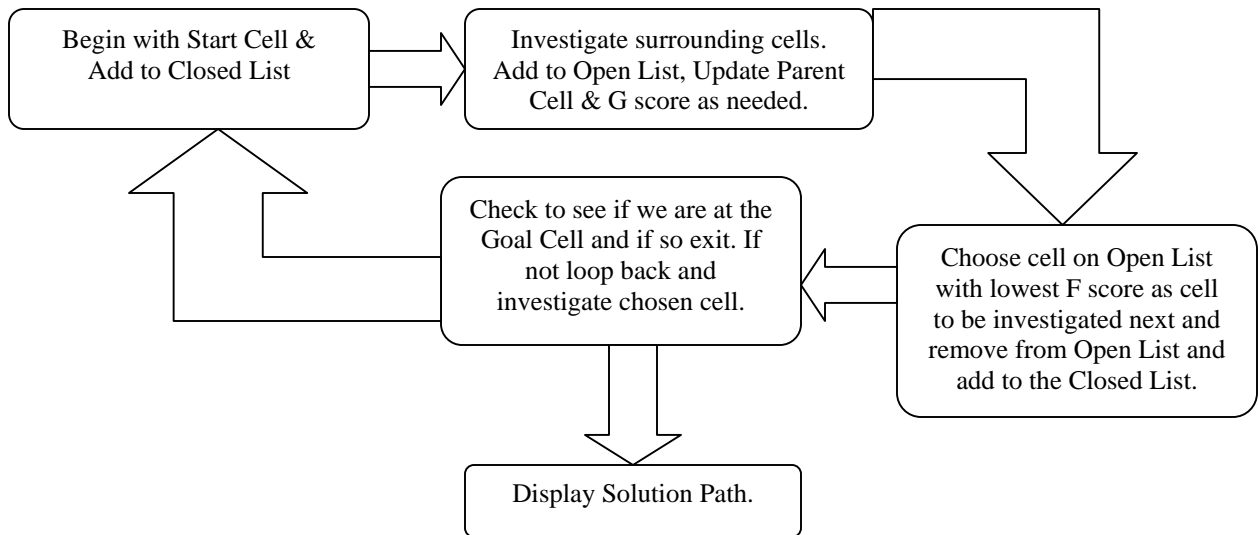 Begin with Start Cell &
Add to Closed List
Investigate surrounding cells.
Add to Open List, Update Parent
Cell & G score as needed.
Choose cell on Open List
with lowest F score as cell
to be investigated next and
remove from Open List and
add to the Closed List.
Check to see if we are at the
Goal Cell and if so exit. If
not loop back and
investigate chosen cell.
Display Solution Path.